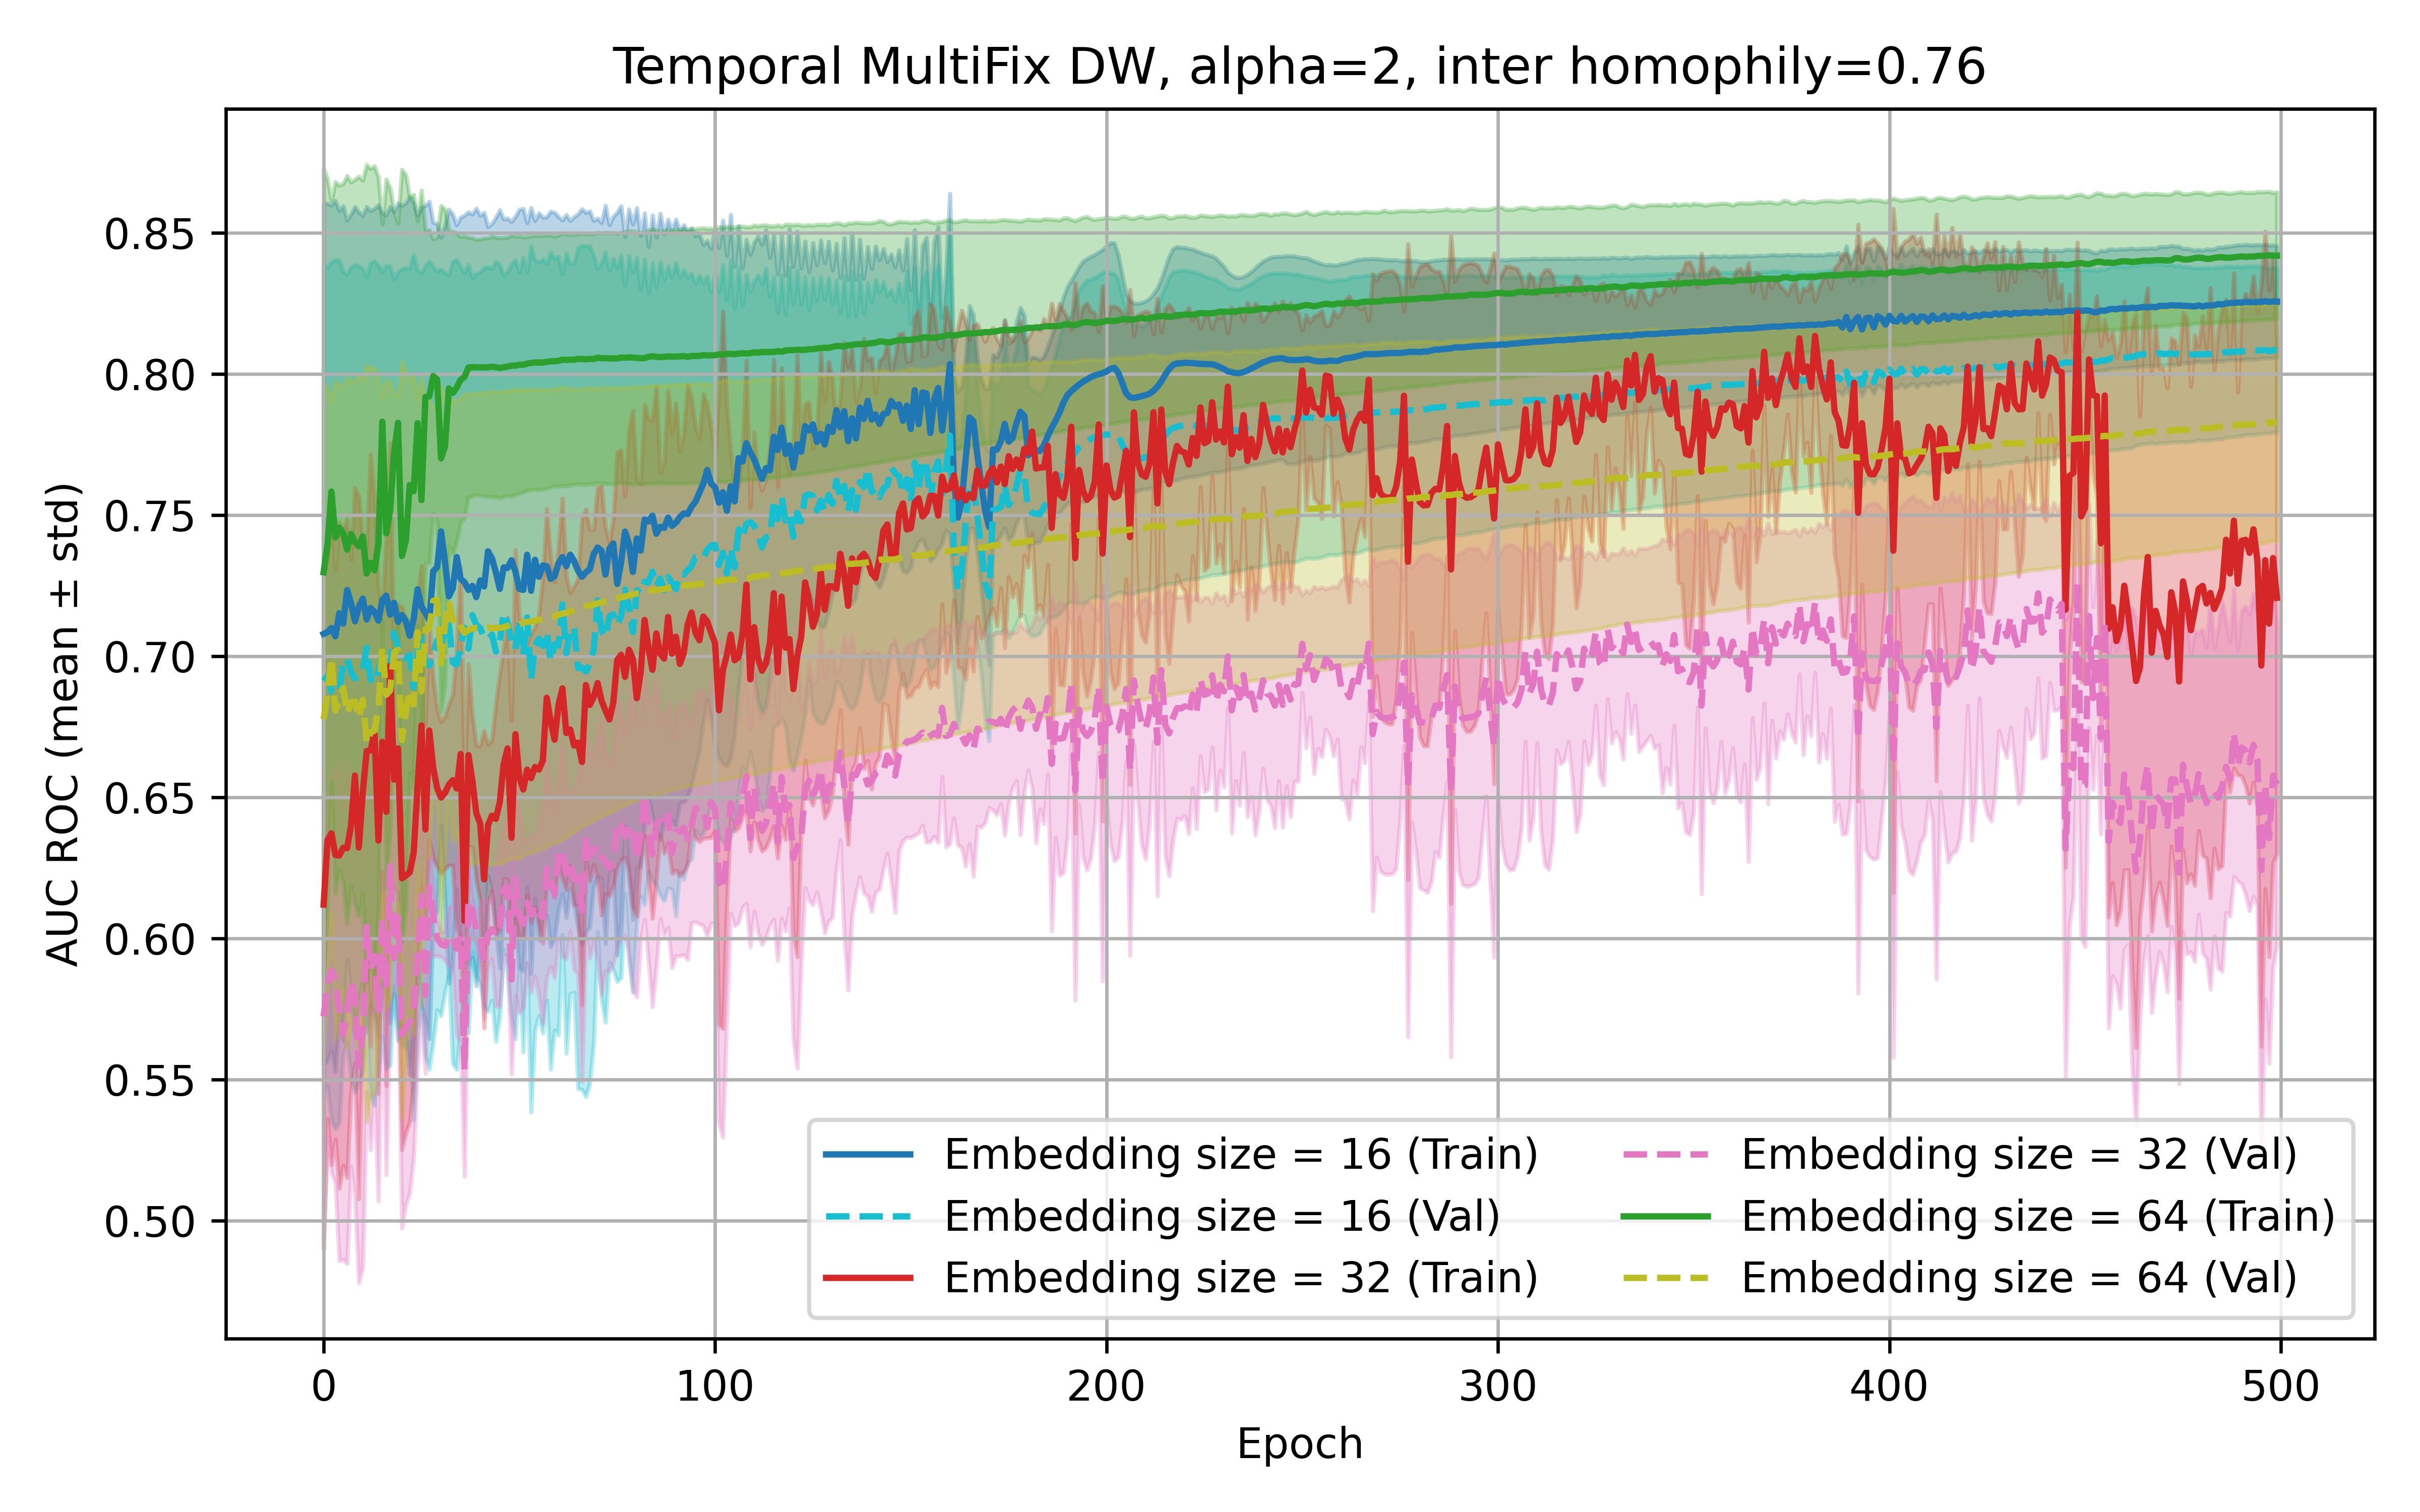 Temporal MultiFix DW, alpha=2, inter homophily=0.76
AUC ROC (mean ± std)
0.85
0.80
0.75
0.70
0.65
0.60
0.55
0.50
Embedding size = 16 (Train)
Embedding size = 16 (Val)
Embedding size = 32 (Train)
Embedding size = 32 (Val)
Embedding size = 64 (Train)
Embedding size = 64 (Val)
0
100
200
300
400
500
Epoch